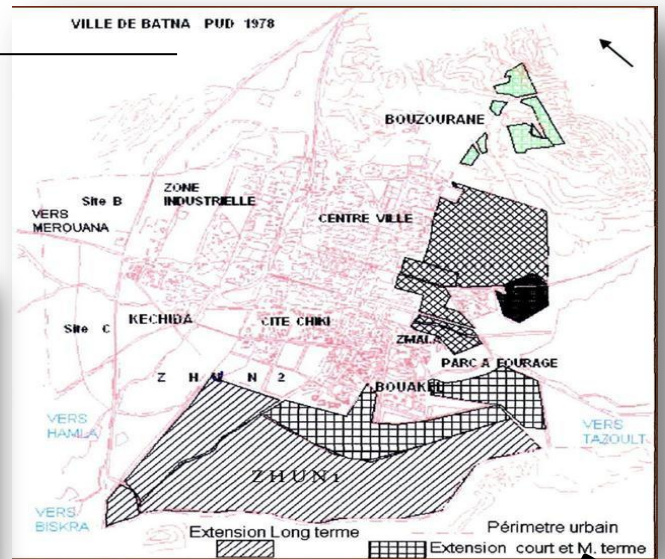 VILLE DE BATNA PUD 1978
BOUZOURANE
ZONE
INDUSTRIELLE
Site B
VERS
MEROUANA
CENTRE VILLE
Site C
KECHIDA
CITE CHIKI
ZMALA
PARC A FOURAGE
Z H U N 2
VERS
HAMLA
VERS
TAZOULT
ZHUN1
VERS
BISKRA
Périmetre urbain
Extension Long terme
Extension court et M. terme